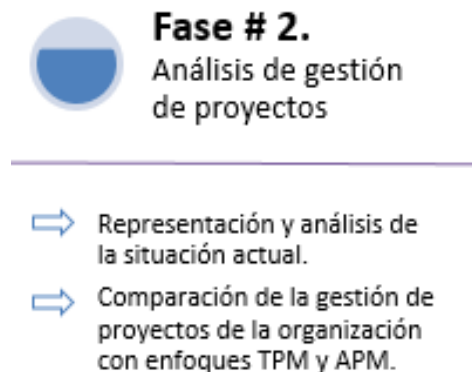 Fase # 2.
Análisis de gestión
de proyectos
Representación y análisis de
la situación actual.
Comparación de la gestión de
proyectos de la organización
con enfoques TPM y APM.